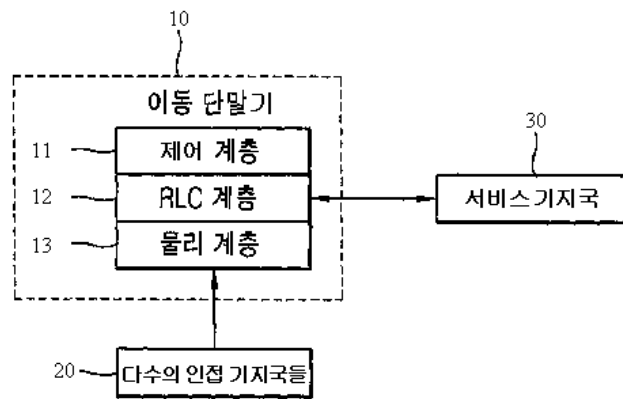 10
이동 단말기
11
제어 계층
30
12
RLC 계층
서비스기지국
13
물리 계층
20
다수의 인접 기지국들